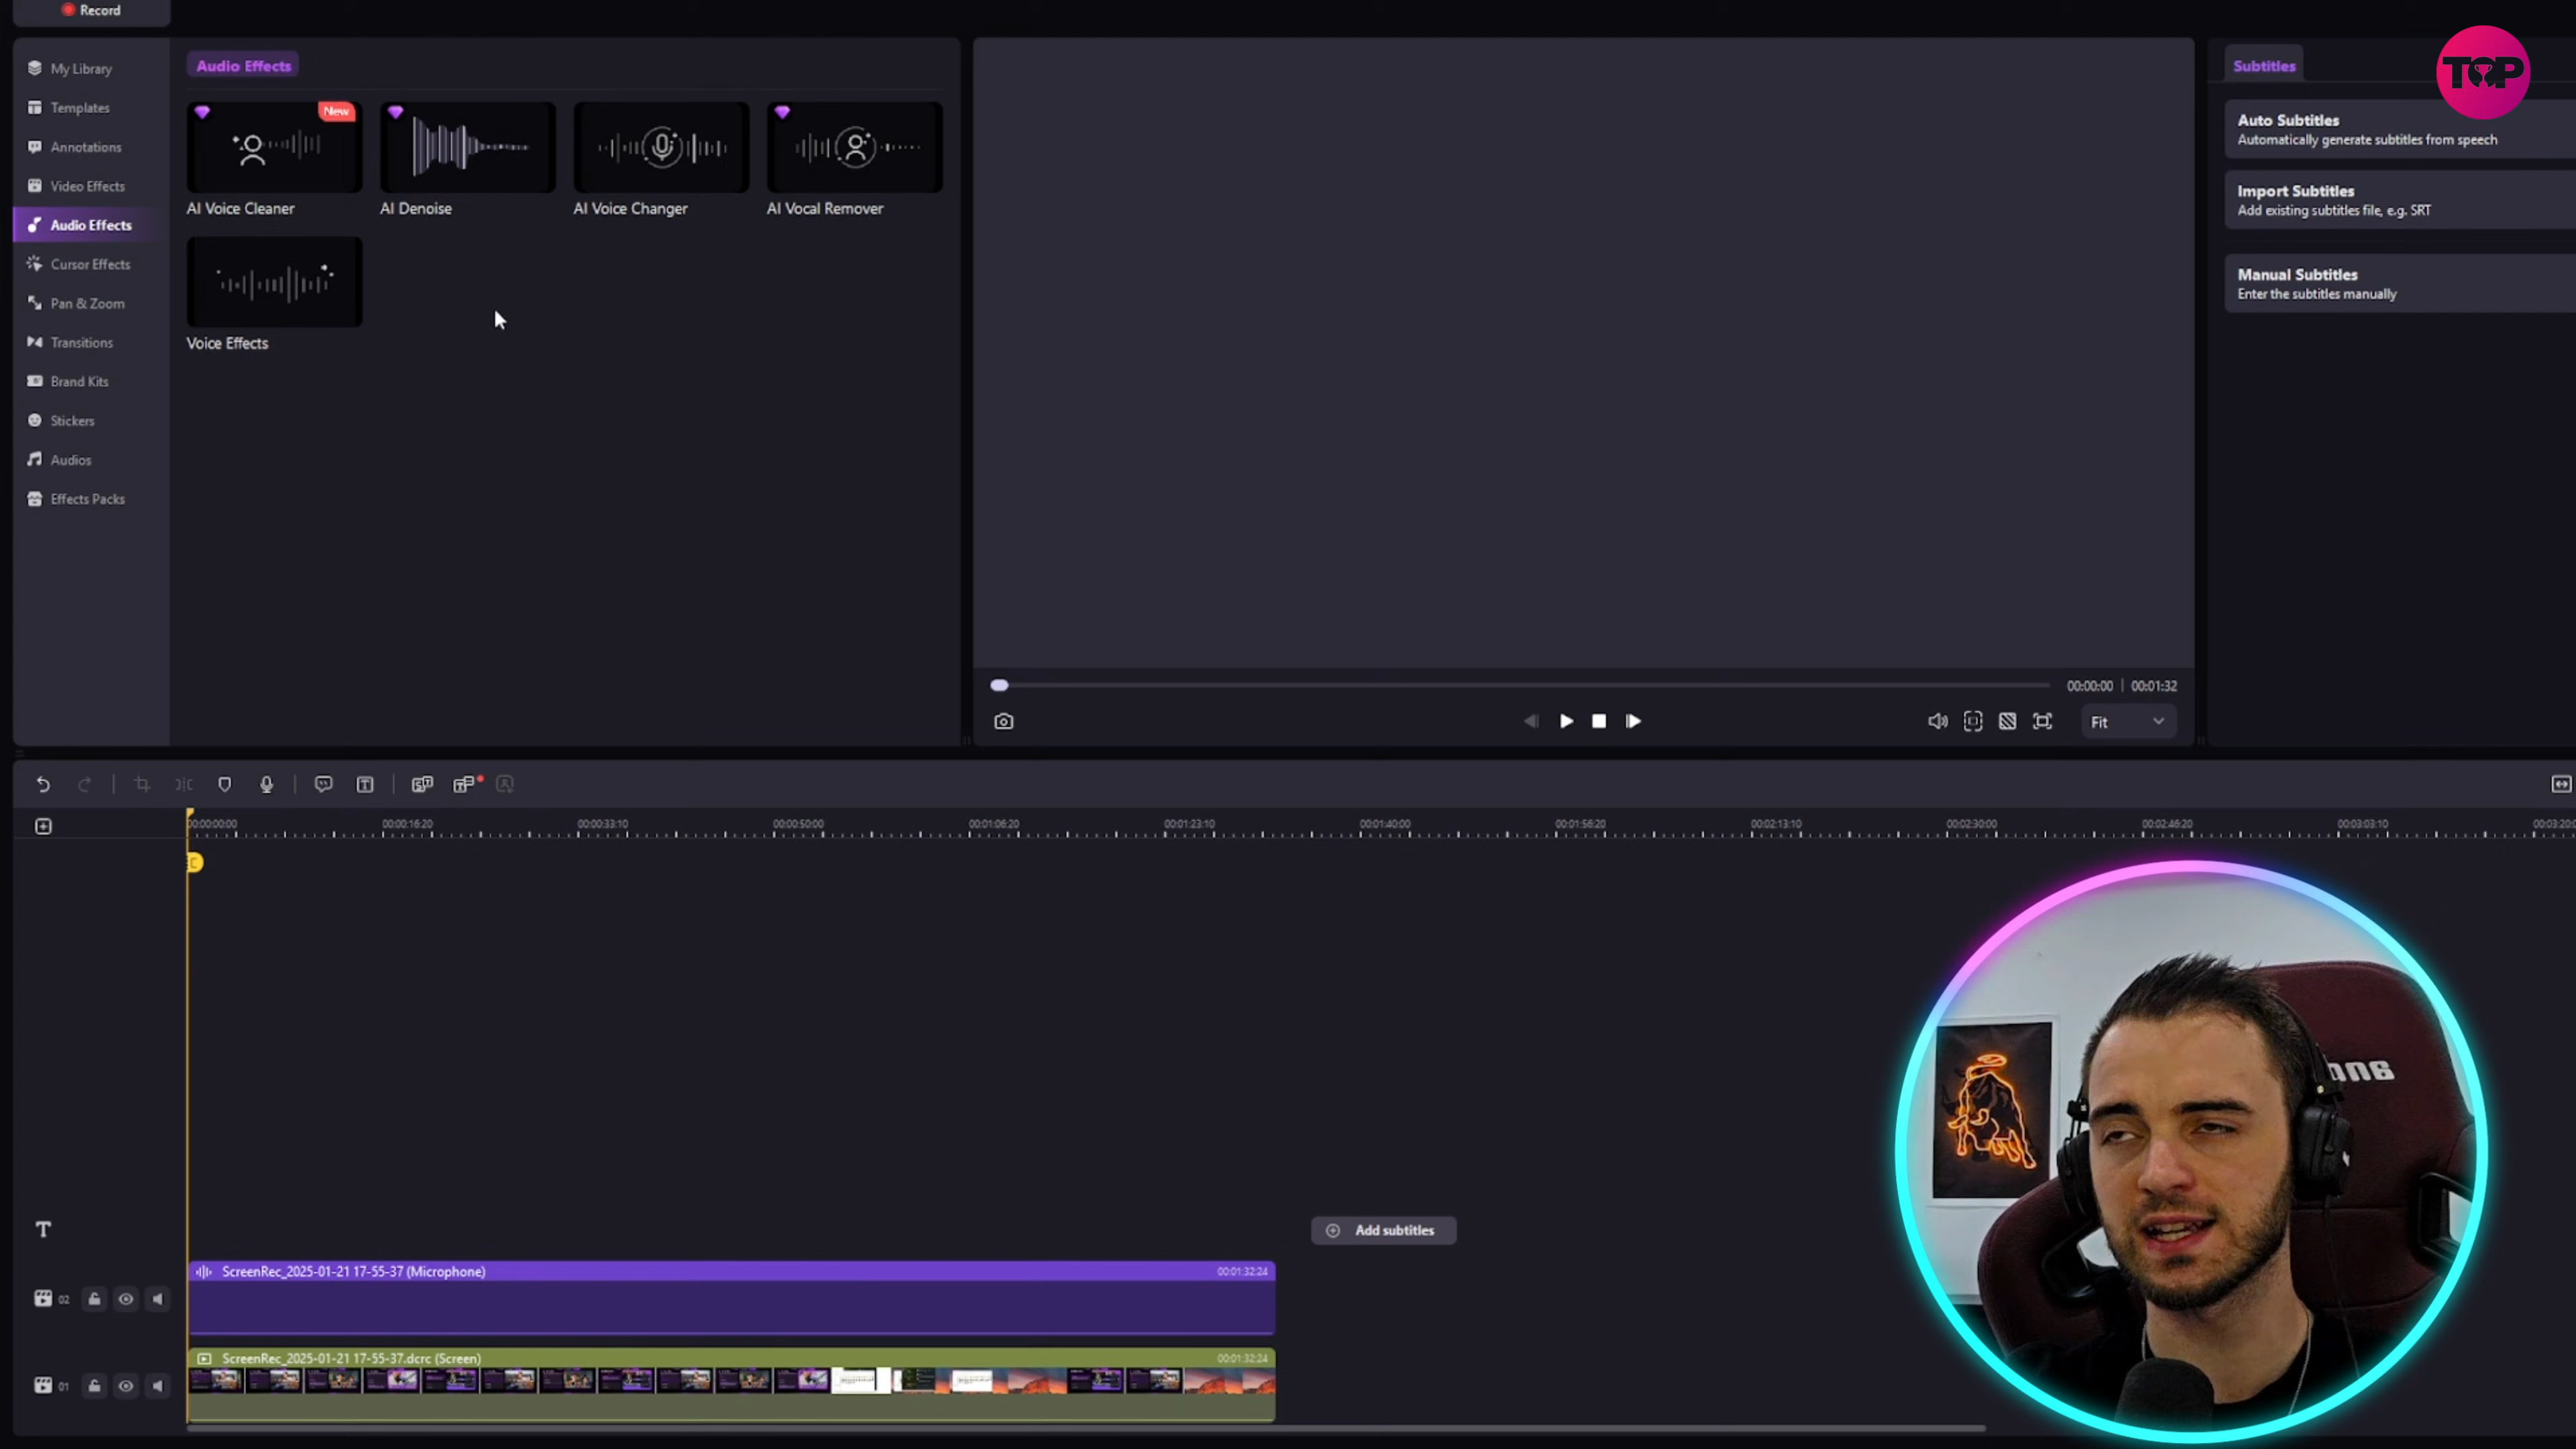 Record
My Library
Templates
Annotations
Video Effects
Audio Effects
Cursor Effects
Pan & Zoom
Transitions
Brand Kits
Stickers
Audios
Effects Packs
Audio Effects
New
AI Voice Cleaner
AI Denoise
AI Voice Changer
AI Vocal Remover
Voice Effects
00:00:00 | 00:01:32
Fit
Subtitles
TOP
Auto Subtitles
Automatically generate subtitles from speech
Import Subtitles
Add existing subtitles file, e.g. SRT
Manual Subtitles
Enter the subtitles manually
00:00:00:00
00:00:16:20
00:00:33:10
00:00:50:00
00:01:06:20
00:01:23:10
00:01:40:00
00:01:56:20
00:02:13:10
00:02:30:00
00:02:46:20
00:03:03:10
T
Add subtitles
02
ScreenRec_2025-01-21 17-55-37 (Microphone)
00:01:32:24
01
ScreenRec_2025-01-21 17-55-37.dcrc (Screen)
00:01:32:24